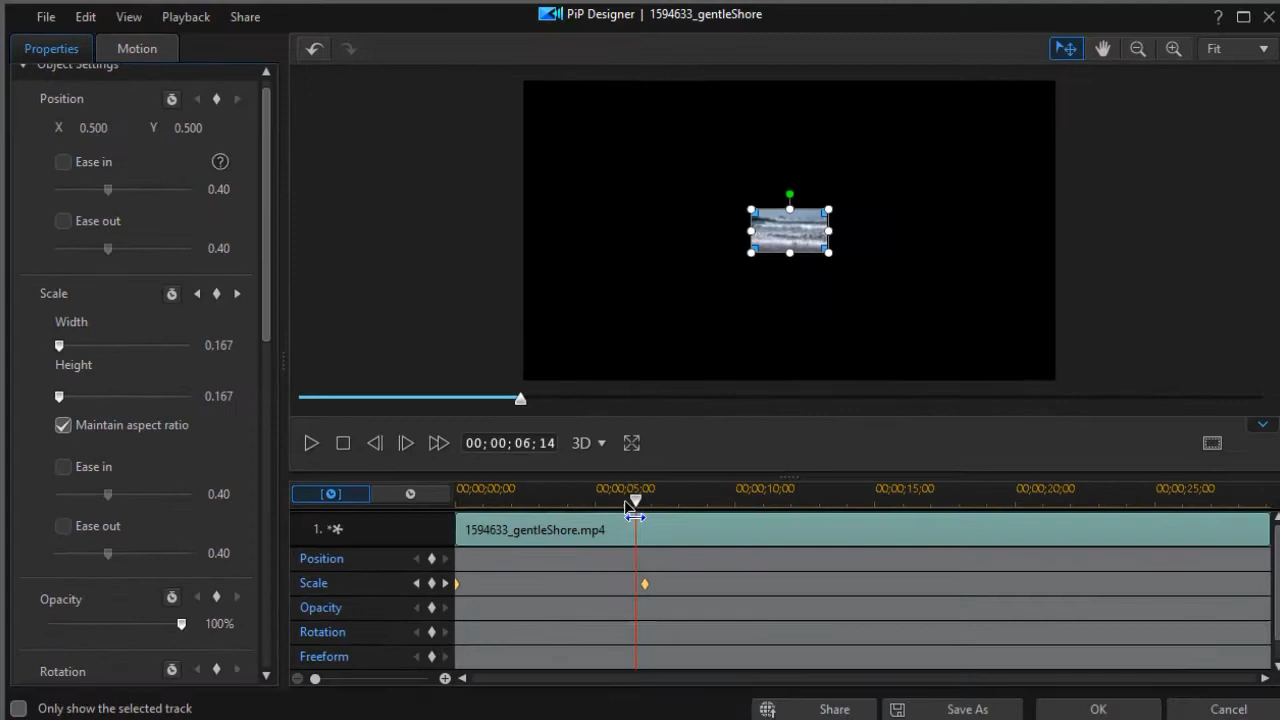 PiP Designer | 1594633_gentleShore
File Edit View Playback Share
Properties Motion
Fit
Object Settings
Position
X 0.500 Y 0.500
Ease in
0.40
Ease out
0.40
Scale
Width
0.167
Height
0.167
Maintain aspect ratio
Ease in
0.40
Ease out
0.40
Opacity
100%
Rotation
00; 00; 06; 14 3D
00;00;00;00 00;00;05;00 00;00;10;00 00;00;15;00 00;00;20;00 00;00;25;00
1. *
1594633_gentleShore.mp4
Position
Scale
Opacity
Rotation
Freeform
Only show the selected track
Share Save As OK Cancel